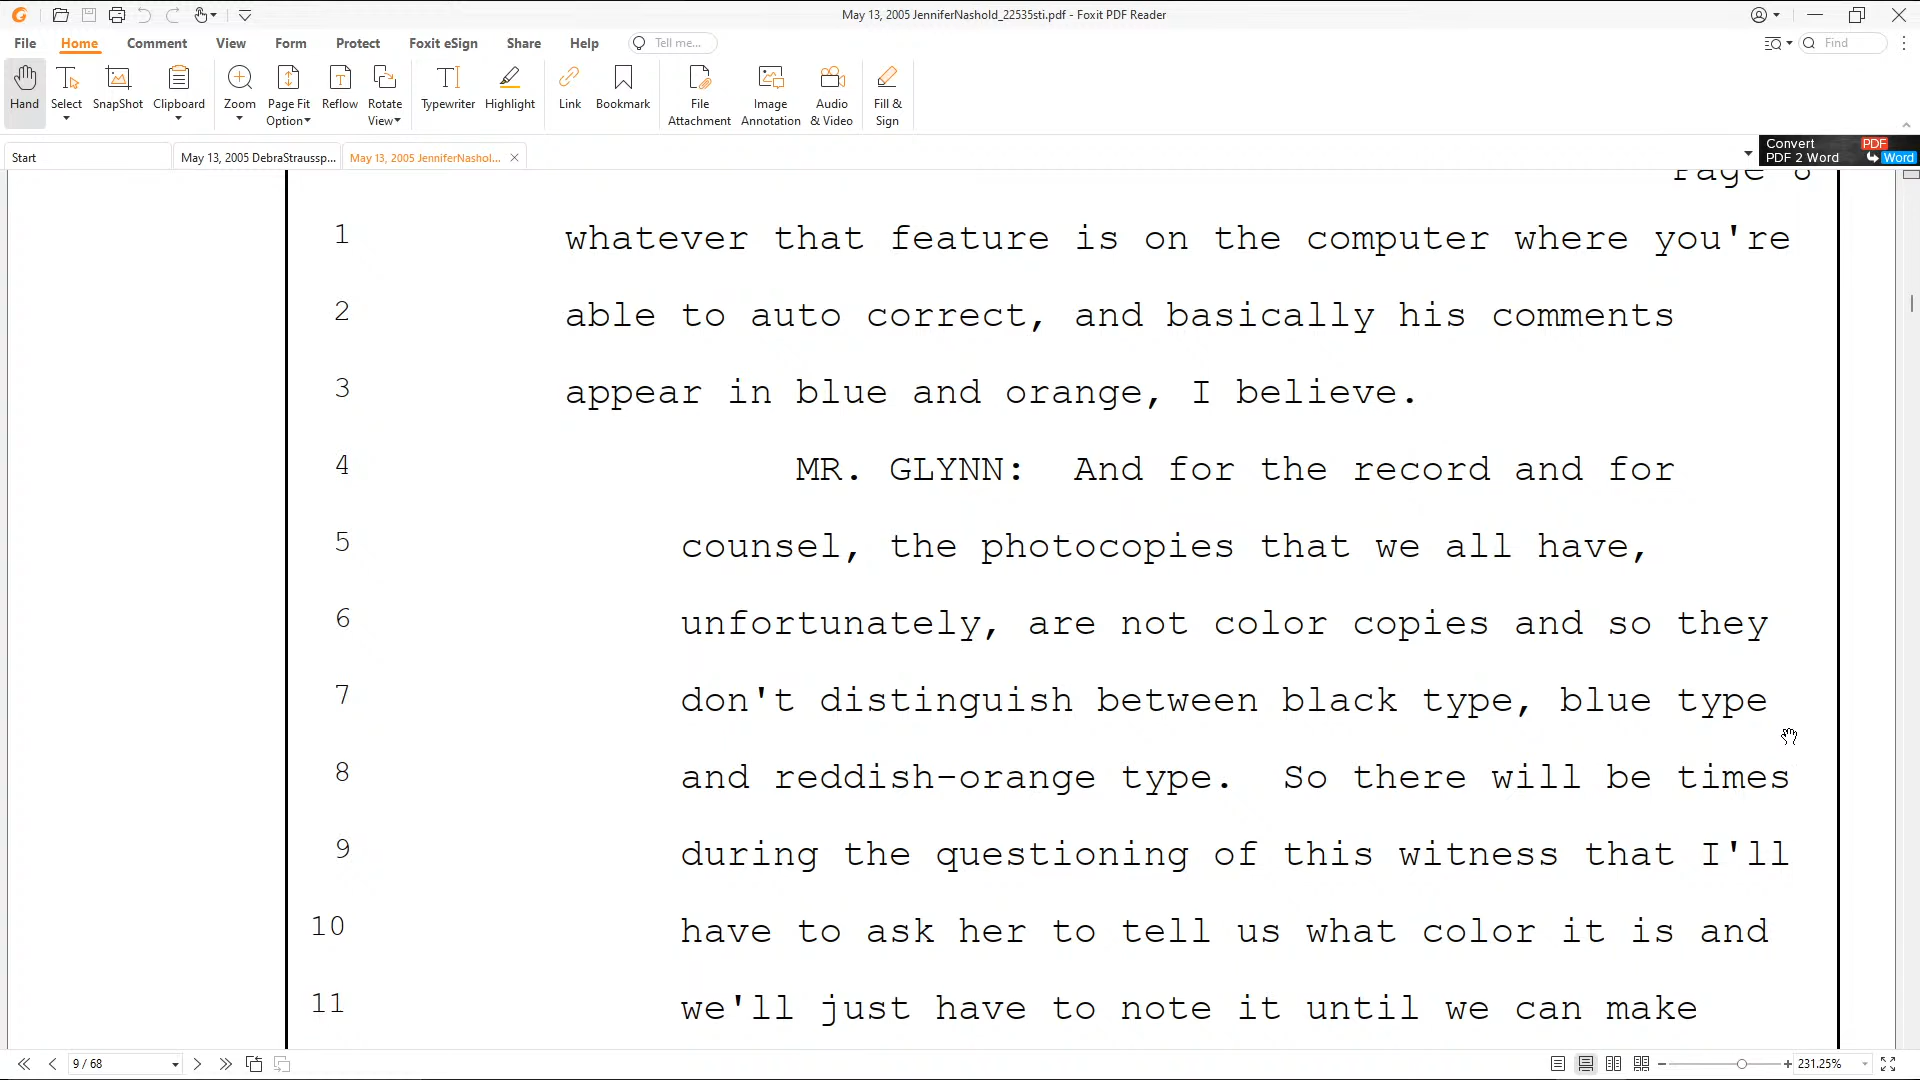 May 13, 2005 JenniferNashold_22535sti.pdf - Foxit PDF Reader
File Home Comment View Form Protect Foxit eSign Share Help Tell me... Find
Hand Select SnapShot Clipboard Zoom Page Fit Option Reflow Rotate View Typewriter Highlight Link Bookmark File Attachment Image Annotation Audio & Video Fill & Sign
Start May 13, 2005 DebraStraussp... May 13, 2005 JenniferNashol...
Convert PDF
PDF 2 Word Word
Page 8
1 whatever that feature is on the computer where you're
2 able to auto correct, and basically his comments
3 appear in blue and orange, I believe.
4 MR. GLYNN: And for the record and for
5 counsel, the photocopies that we all have,
6 unfortunately, are not color copies and so they
7 don't distinguish between black type, blue type
8 and reddish-orange type. So there will be times
9 during the questioning of this witness that I'll
10 have to ask her to tell us what color it is and
11 we'll just have to note it until we can make
9 / 68 231.25%